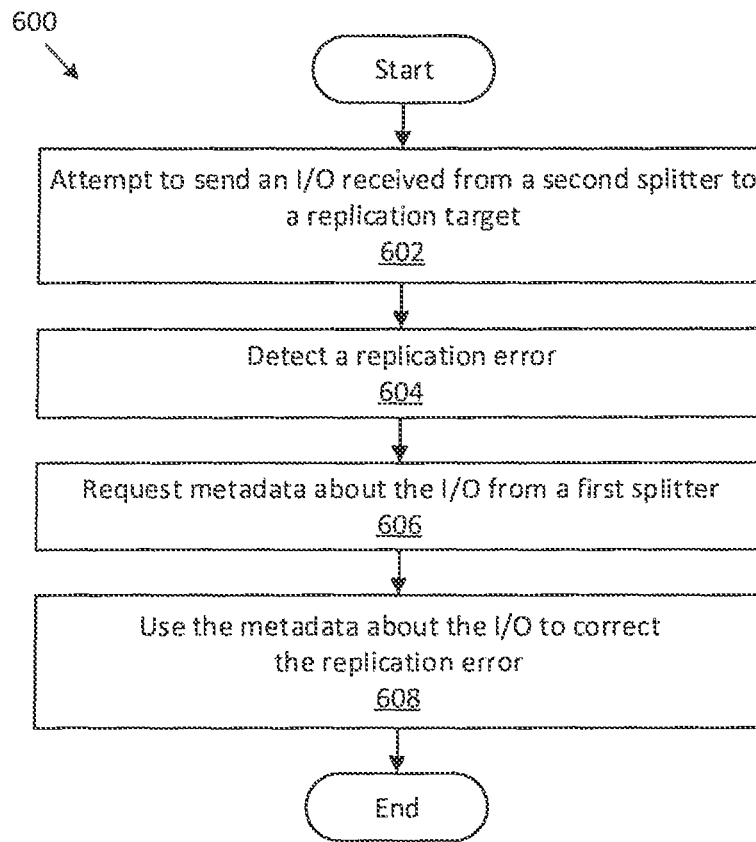 600
Start
Attempt to send an I/O received from a second splitter to
a replication target
602
Detect a replication error
604
Request metadata about the I/O from a first splitter
606
Use the metadata about the I/O to correct
the replication error
608
End